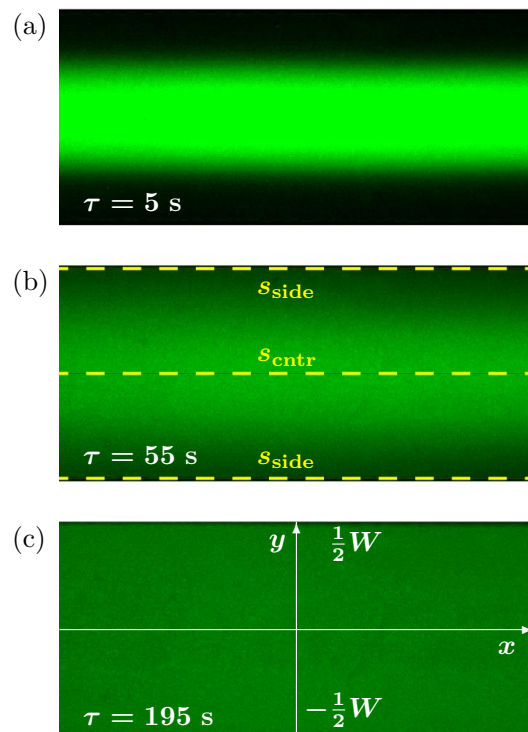 (a)
τ = 5 s
(b)
s_side
s_cntr
s_side
τ = 55 s
(c)
y
½W
x
−½W
τ = 195 s